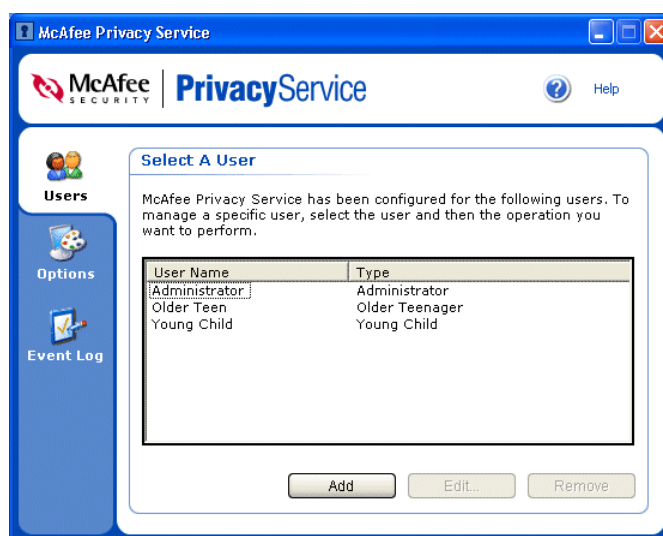 McAfee Privacy Service
McAfee SECURITY | PrivacyService
Help
Users
Options
Event Log
Select A User
McAfee Privacy Service has been configured for the following users. To
manage a specific user, select the user and then the operation you
want to perform.
User Name Type
Administrator Administrator
Older Teen Older Teenager
Young Child Young Child
Add Edit... Remove